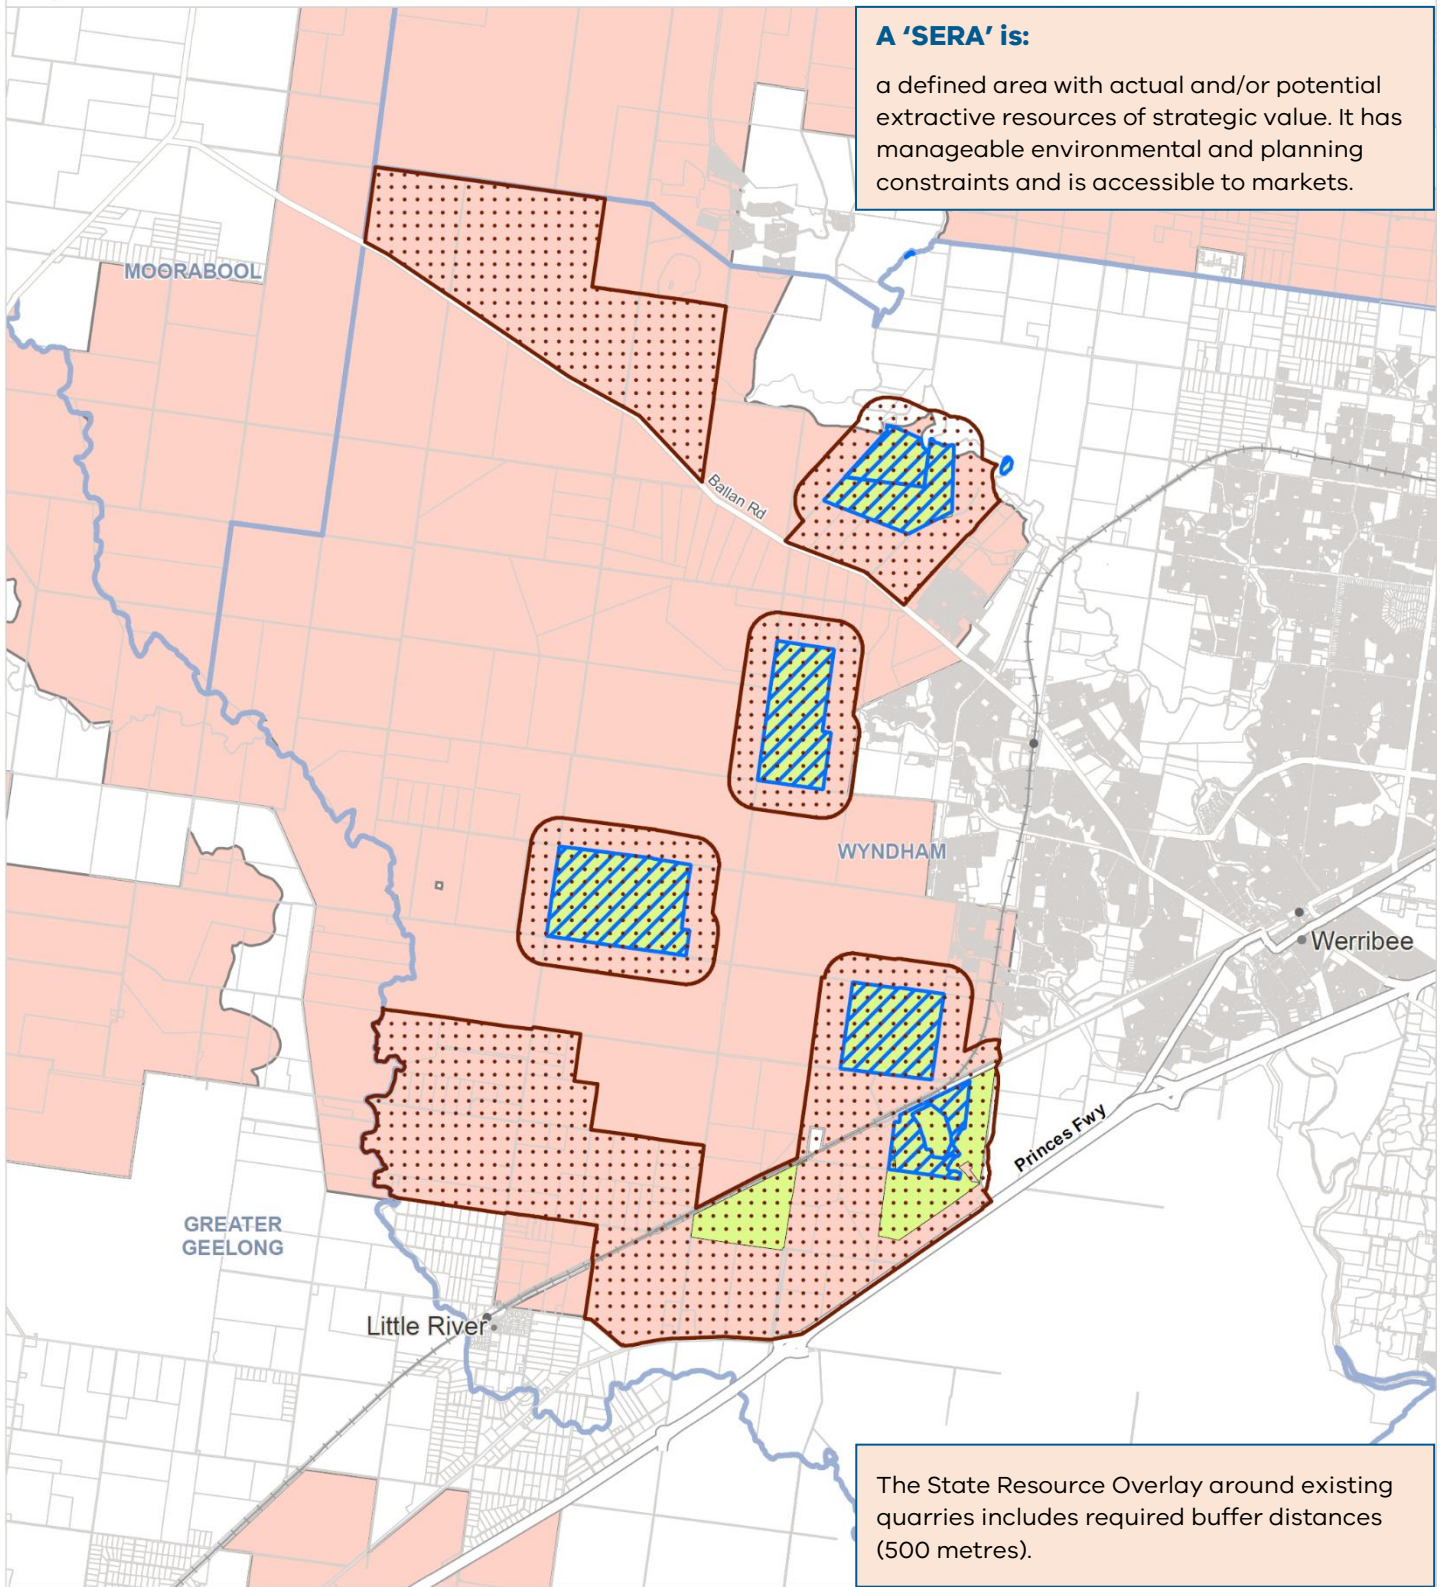 A ‘SERA’ is:
a defined area with actual and/or potential
extractive resources of strategic value. It has
manageable environmental and planning
constraints and is accessible to markets.
MOORABOOL
Ballan Rd
WYNDHAM
Werribee
Princes Fwy
GREATER
GEELONG
Little River
The State Resource Overlay around existing
quarries includes required buffer distances
(500 metres).